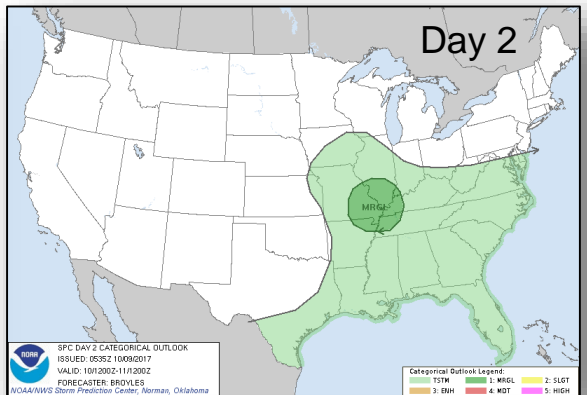 Day 2
MRGL
NOAA
SPC DAY 2 CATEGORICAL OUTLOOK
ISSUED: 0535Z 10/09/2017
VALID: 10/1200Z-11/1200Z
FORECASTER: BROYLES
NOAA/NWS Storm Prediction Center, Norman, Oklahoma
Categorical Outlook Legend:
TSTM 1: MRGL 2: SLGT
3: ENH 4: MDT 5: HIGH